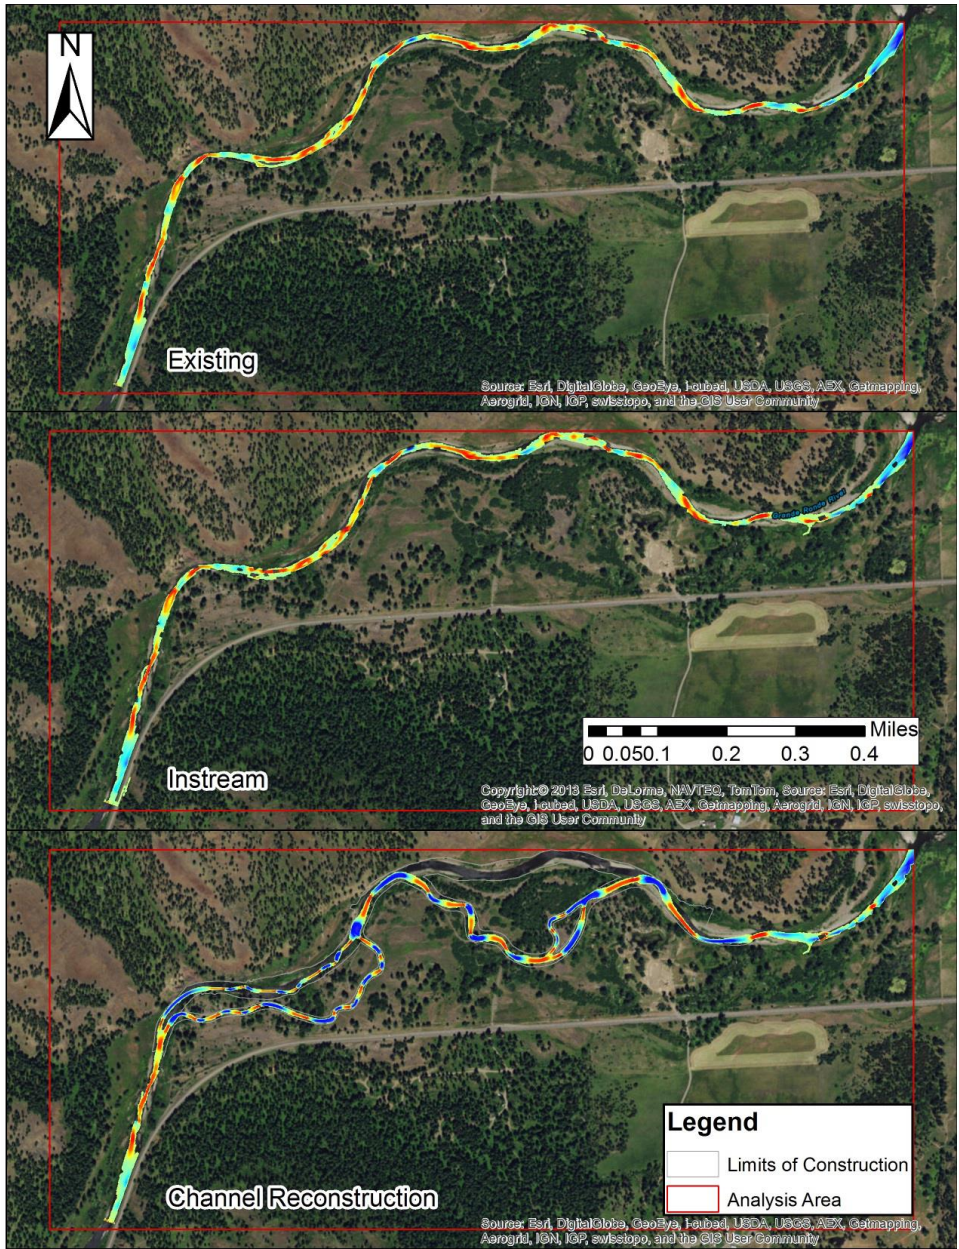 N
Existing
Source: Esri, DigitalGlobe, GeoEye, i-cubed, USDA, USGS, AEX, Getmapping,
Aerogrid, IGN, IGP, swisstopo, and the GIS User Community
Grande Ronde River
Miles
0 0.05 0.1 0.2 0.3 0.4
Instream
Copyright:© 2013 Esri, DeLorme, NAVTEQ, TomTom, Source: Esri, DigitalGlobe,
GeoEye, i-cubed, USDA, USGS, AEX, Getmapping, Aerogrid, IGN, IGP, swisstopo,
and the GIS User Community
Legend
Limits of Construction
Analysis Area
Channel Reconstruction
Source: Esri, DigitalGlobe, GeoEye, i-cubed, USDA, USGS, AEX, Getmapping,
Aerogrid, IGN, IGP, swisstopo, and the GIS User Community